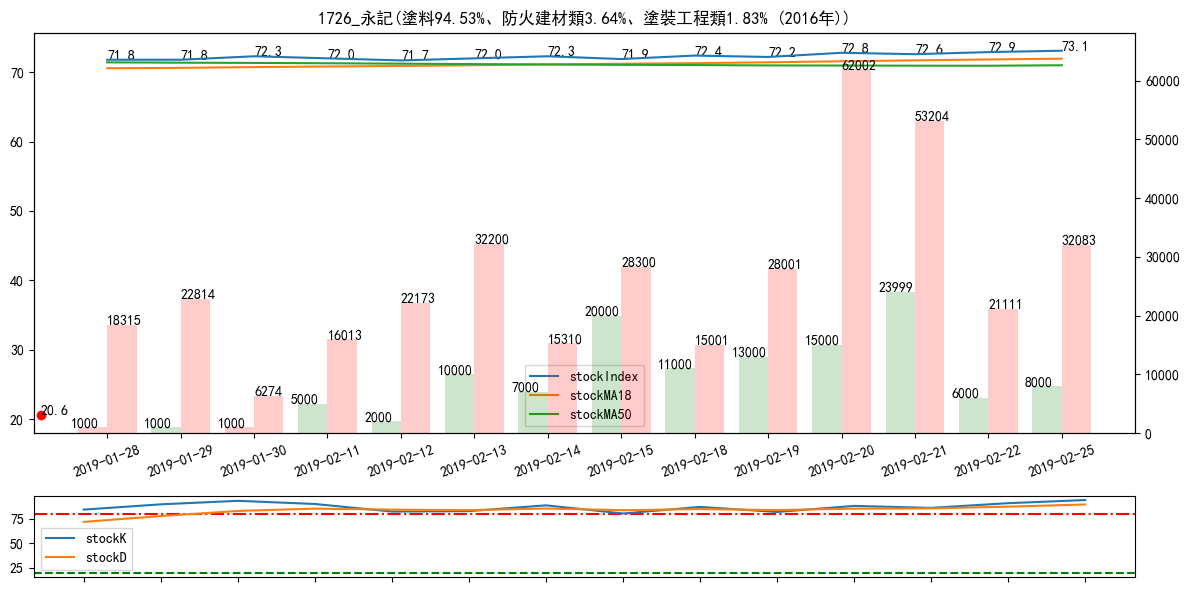 1726_永記(塗料94.53%、防火建材類3.64%、塗裝工程類1.83% (2016年))
71.8 71.8 72.3 72.0 71.7 72.0 72.3 71.9 72.4 72.2 72.8 72.6 72.9 73.1
70 60 50 40 30 20
60000 50000 40000 30000 20000 10000 0
18315 22814 6274 16013 22173 32200 15310 28300 15001 28001 62002 53204 21111 32083
1000 1000 1000 5000 2000 10000 7000 20000 11000 13000 15000 23999 6000 8000
20.6
stockIndex
stockMA18
stockMA50
2019-01-28 2019-01-29 2019-01-30 2019-02-11 2019-02-12 2019-02-13 2019-02-14 2019-02-15 2019-02-18 2019-02-19 2019-02-20 2019-02-21 2019-02-22 2019-02-25
75 50 25
stockK
stockD